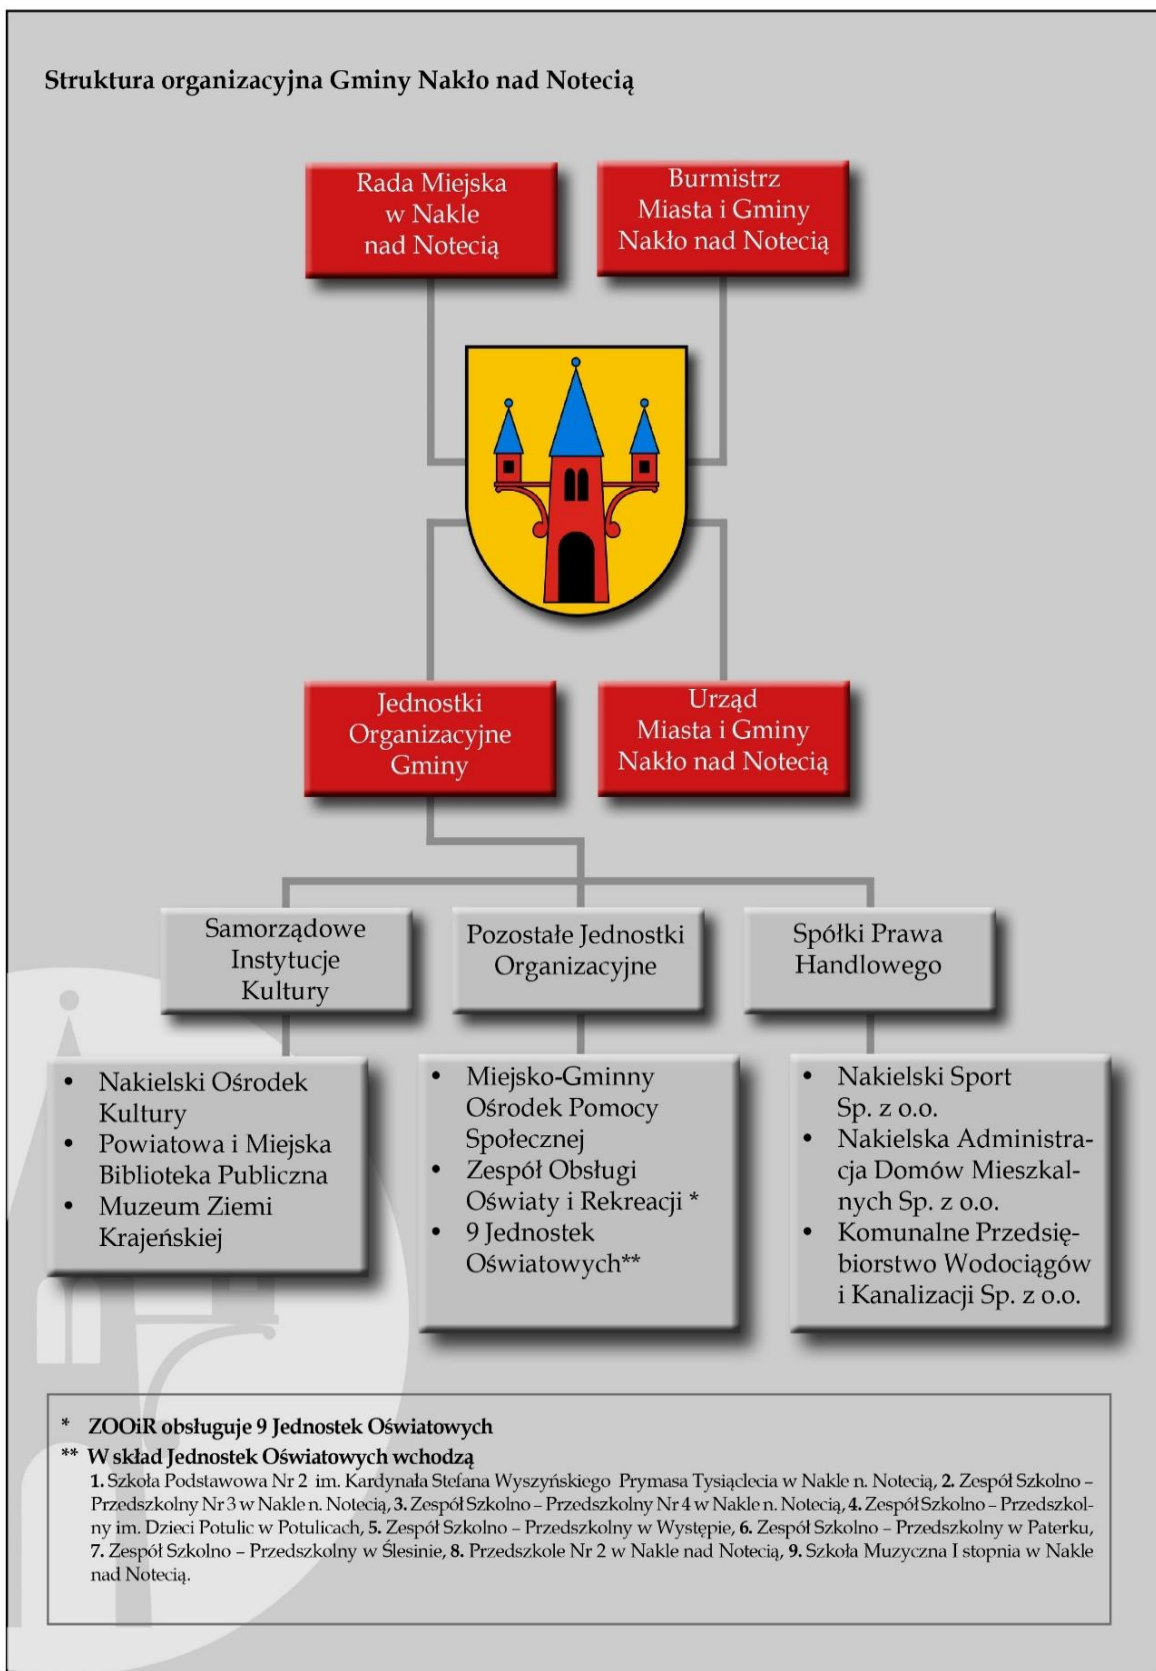 Struktura organizacyjna Gminy Nakło nad Notecią
Rada Miejska
w Nakle
nad Notecią
Burmistrz
Miasta i Gminy
Nakło nad Notecią
Jednostki
Organizacyjne
Gminy
Urząd
Miasta i Gminy
Nakło nad Notecią
Samorządowe
Instytucje
Kultury
Pozostałe Jednostki
Organizacyjne
Spółki Prawa
Handlowego
• Nakielski Ośrodek
Kultury
• Powiatowa i Miejska
Biblioteka Publiczna
• Muzeum Ziemi
Krajeńskiej
• Miejsko-Gminny
Ośrodek Pomocy
Społecznej
• Zespół Obsługi
Oświaty i Rekreacji *
• 9 Jednostek
Oświatowych**
• Nakielski Sport
Sp. z o.o.
• Nakielska Administra-
cja Domów Mieszkal-
nych Sp. z o.o.
• Komunalne Przedsię-
biorstwo Wodociągów
i Kanalizacji Sp. z o.o.
* ZOOiR obsługuje 9 Jednostek Oświatowych
** W skład Jednostek Oświatowych wchodzą
1. Szkoła Podstawowa Nr 2 im. Kardynała Stefana Wyszyńskiego Prymasa Tysiąclecia w Nakle n. Notecią, 2. Zespół Szkolno –
Przedszkolny Nr 3 w Nakle n. Notecią, 3. Zespół Szkolno – Przedszkolny Nr 4 w Nakle n. Notecią, 4. Zespół Szkolno – Przedszkol-
ny im. Dzieci Potulic w Potulicach, 5. Zespół Szkolno – Przedszkolny w Występie, 6. Zespół Szkolno – Przedszkolny w Paterku,
7. Zespół Szkolno – Przedszkolny w Ślesinie, 8. Przedszkole Nr 2 w Nakle nad Notecią, 9. Szkoła Muzyczna I stopnia w Nakle
nad Notecią.